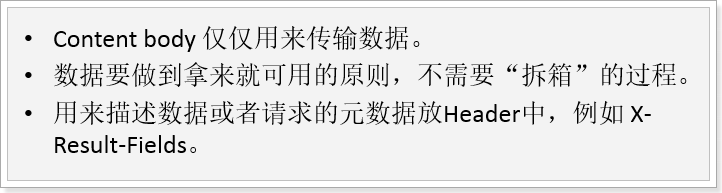 • Content body 仅仅用来传输数据。
• 数据要做到拿来就可用的原则，不需要“拆箱”的过程。
• 用来描述数据或者请求的元数据放Header中，例如 X-
Result-Fields。